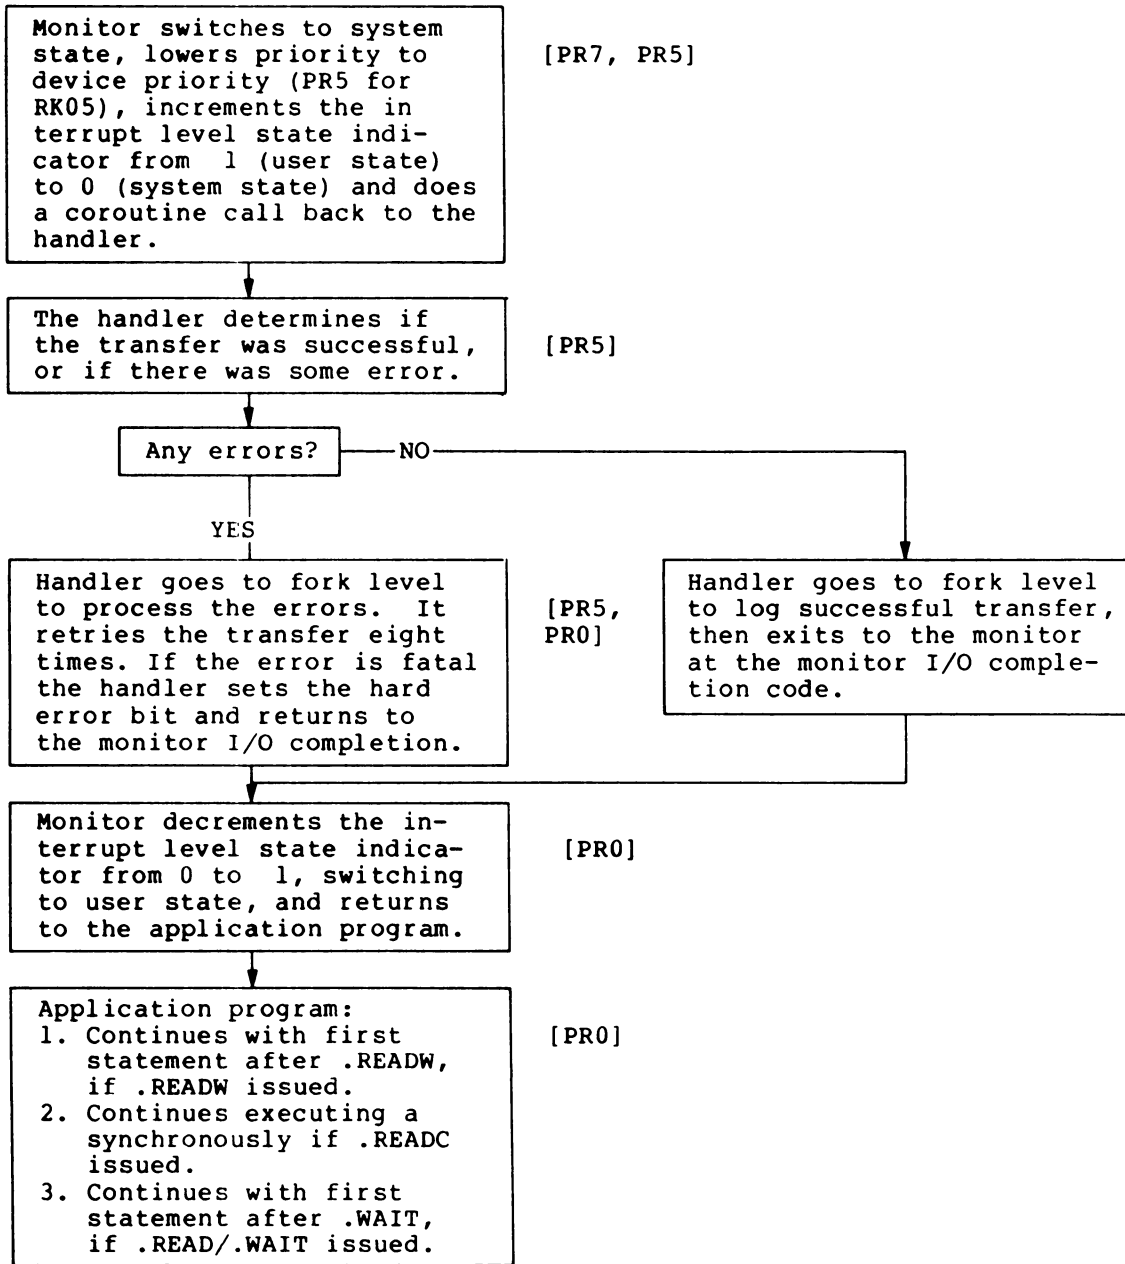 Monitor switches to system
state, lowers priority to
device priority (PR5 for
RK05), increments the in
terrupt level state indi-
cator from 1 (user state)
to 0 (system state) and does
a coroutine call back to the
handler.
[PR7, PR5]
The handler determines if
the transfer was successful,
or if there was some error.
[PR5]
Any errors?
NO
YES
Handler goes to fork level
to process the errors. It
retries the transfer eight
times. If the error is fatal
the handler sets the hard
error bit and returns to
the monitor I/O completion.
[PR5,
PR0]
Handler goes to fork level
to log successful transfer,
then exits to the monitor
at the monitor I/O comple-
tion code.
Monitor decrements the in-
terrupt level state indica-
tor from 0 to 1, switching
to user state, and returns
to the application program.
[PR0]
Application program:
1. Continues with first
statement after .READW,
if .READW issued.
2. Continues executing a
synchronously if .READC
issued.
3. Continues with first
statement after .WAIT,
if .READ/.WAIT issued.
[PR0]